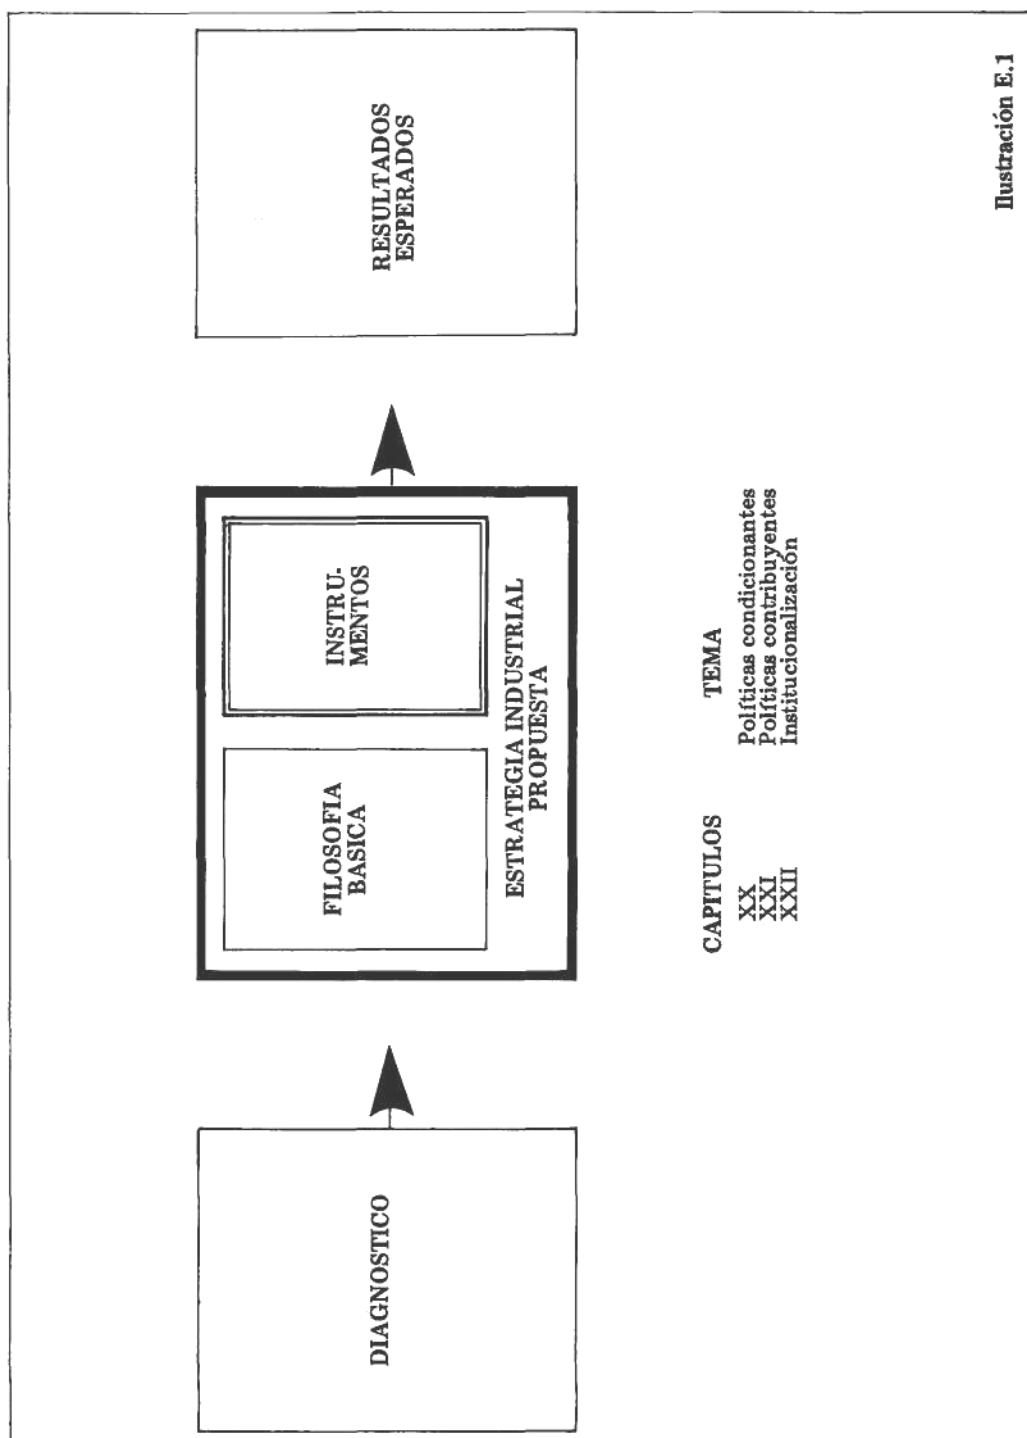 DIAGNOSTICO
FILOSOFIA
BASICA
INSTRU-
MENTOS
ESTRATEGIA INDUSTRIAL
PROPUESTA
RESULTADOS
ESPERADOS
CAPITULOS TEMA
XX Políticas condicionantes
XXI Políticas contribuyentes
XXII Institucionalización
Ilustración E.1